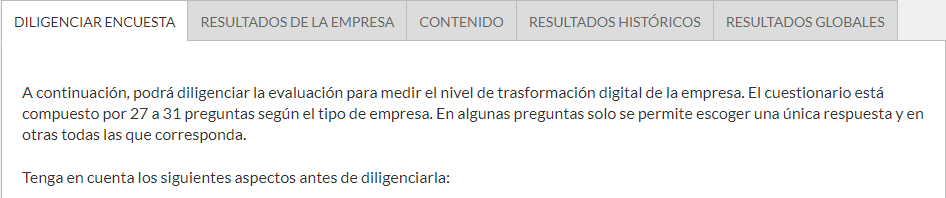 DILIGENCIAR ENCUESTA RESULTADOS DE LA EMPRESA CONTENIDO RESULTADOS HISTÓRICOS RESULTADOS GLOBALES
A continuación, podrá diligenciar la evaluación para medir el nivel de trasformación digital de la empresa. El cuestionario está
compuesto por 27 a 31 preguntas según el tipo de empresa. En algunas preguntas solo se permite escoger una única respuesta y en
otras todas las que corresponda.
Tenga en cuenta los siguientes aspectos antes de diligenciarla: